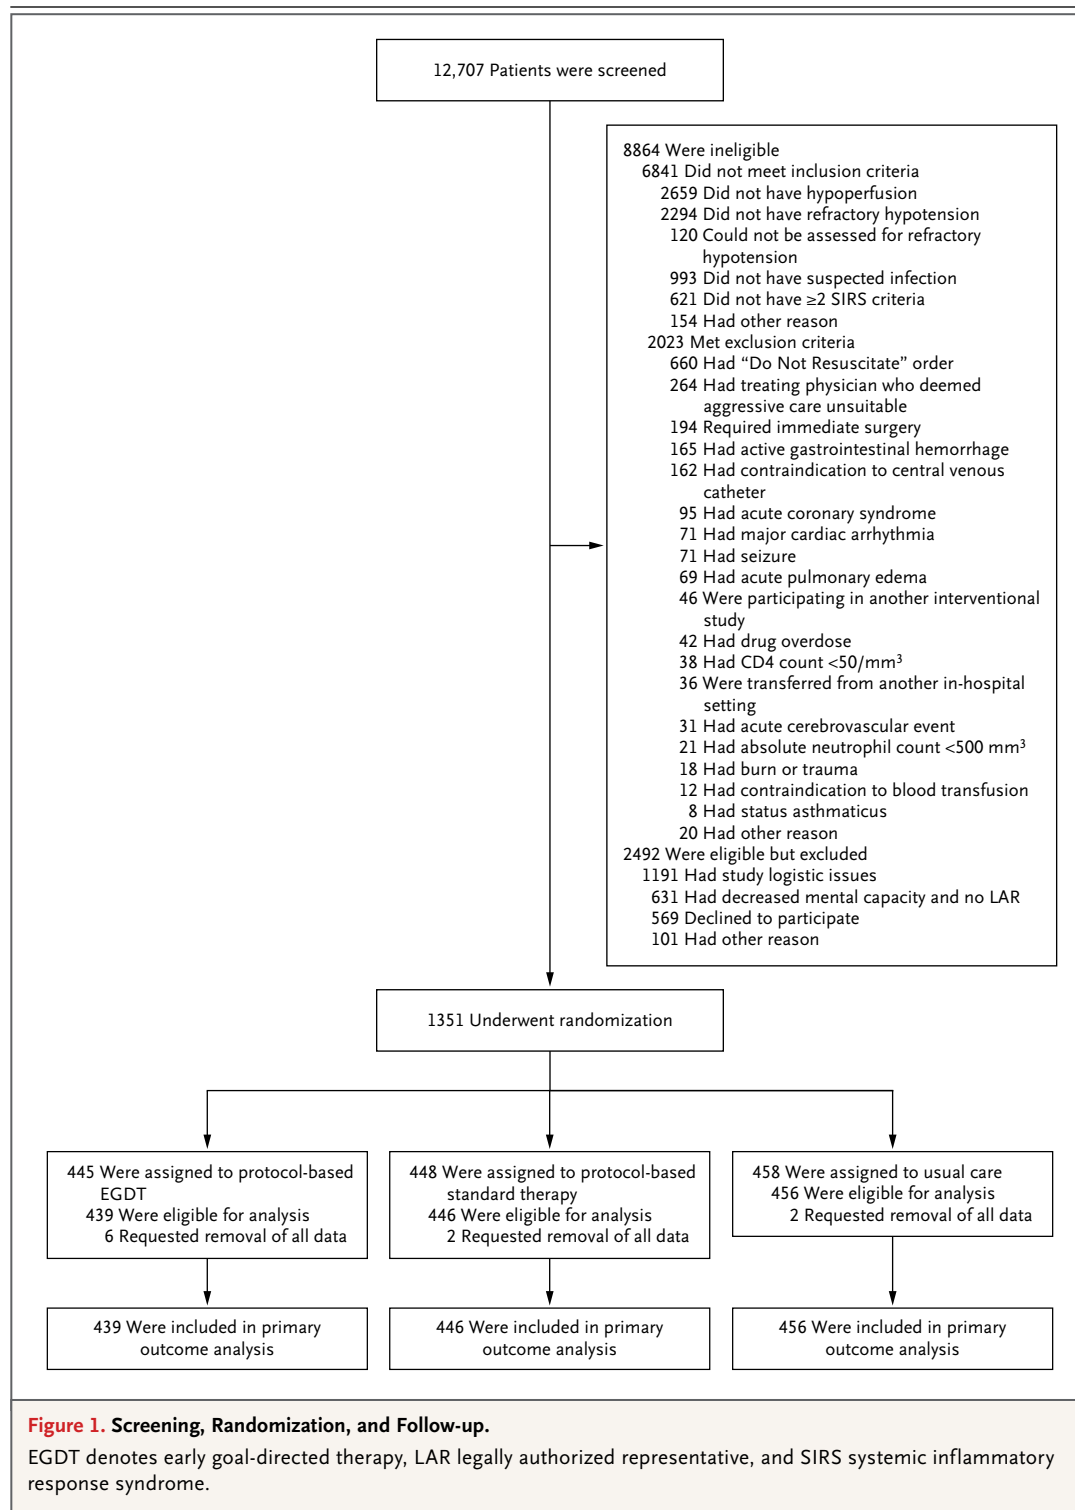 12,707 Patients were screened
8864 Were ineligible
6841 Did not meet inclusion criteria
2659 Did not have hypoperfusion
2294 Did not have refractory hypotension
120 Could not be assessed for refractory
hypotension
993 Did not have suspected infection
621 Did not have ≥2 SIRS criteria
154 Had other reason
2023 Met exclusion criteria
660 Had “Do Not Resuscitate” order
264 Had treating physician who deemed
aggressive care unsuitable
194 Required immediate surgery
165 Had active gastrointestinal hemorrhage
162 Had contraindication to central venous
catheter
95 Had acute coronary syndrome
71 Had major cardiac arrhythmia
71 Had seizure
69 Had acute pulmonary edema
46 Were participating in another interventional
study
42 Had drug overdose
38 Had CD4 count <50/mm³
36 Were transferred from another in-hospital
setting
31 Had acute cerebrovascular event
21 Had absolute neutrophil count <500 mm³
18 Had burn or trauma
12 Had contraindication to blood transfusion
8 Had status asthmaticus
20 Had other reason
2492 Were eligible but excluded
1191 Had study logistic issues
631 Had decreased mental capacity and no LAR
569 Declined to participate
101 Had other reason
1351 Underwent randomization
445 Were assigned to protocol-based
EGDT
439 Were eligible for analysis
6 Requested removal of all data
448 Were assigned to protocol-based
standard therapy
446 Were eligible for analysis
2 Requested removal of all data
458 Were assigned to usual care
456 Were eligible for analysis
2 Requested removal of all data
439 Were included in primary
outcome analysis
446 Were included in primary
outcome analysis
456 Were included in primary
outcome analysis
Figure 1. Screening, Randomization, and Follow-up.
EGDT denotes early goal-directed therapy, LAR legally authorized representative, and SIRS systemic inflammatory
response syndrome.